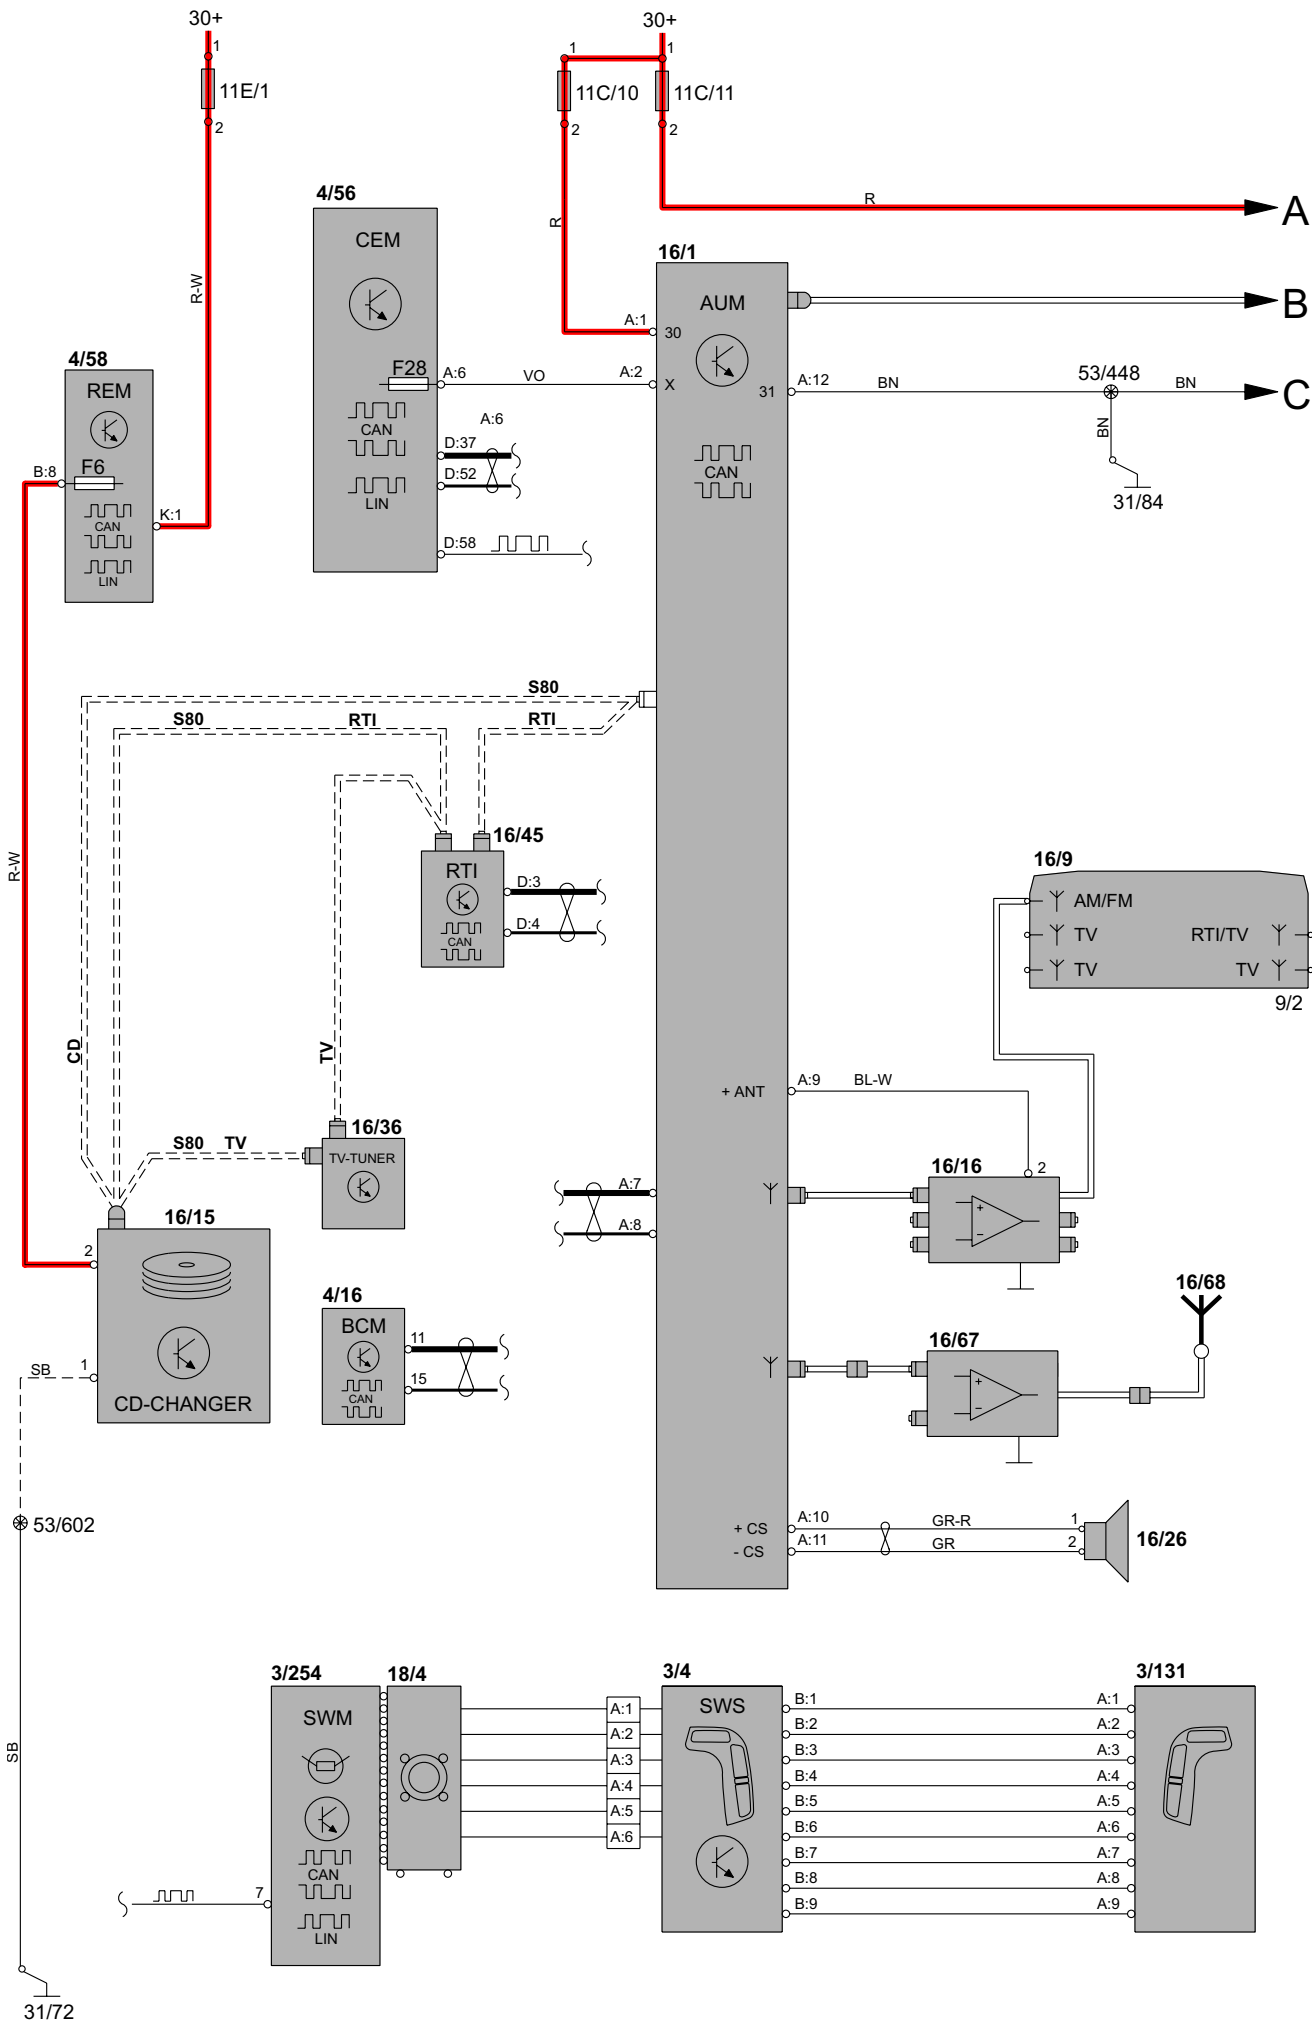 30+
30+
1
1
1
11E/1
11C/10
11C/11
2
2
2
R
A
4/56
CEM
R
16/1
AUM
B
R-W
A:1
30
4/58
REM
F28
A:6
VO
A:2
X
31
A:12
BN
53/448
BN
C
CAN
A:6
BN
D:37
B:8
F6
D:52
CAN
LIN
31/84
K:1
CAN
D:58
LIN
S80
S80
RTI
RTI
16/45
RTI
R-W
D:3
CAN
D:4
16/9
AM/FM
TV
RTI/TV
TV
TV
9/2
CD
TV
+ ANT
A:9
BL-W
16/36
S80
TV
TV-TUNER
16/16
2
A:7
A:8
16/15
2
4/16
BCM
11
CAN
15
16/68
16/67
SB
1
CD-CHANGER
53/602
+ CS
A:10
GR-R
1
- CS
A:11
GR
2
16/26
3/254
18/4
3/4
3/131
SWM
SWS
A:1
B:1
A:1
A:2
B:2
A:2
A:3
B:3
A:3
A:4
B:4
A:4
A:5
B:5
A:5
A:6
B:6
A:6
B:7
A:7
B:8
A:8
B:9
A:9
SB
CAN
7
LIN
31/72